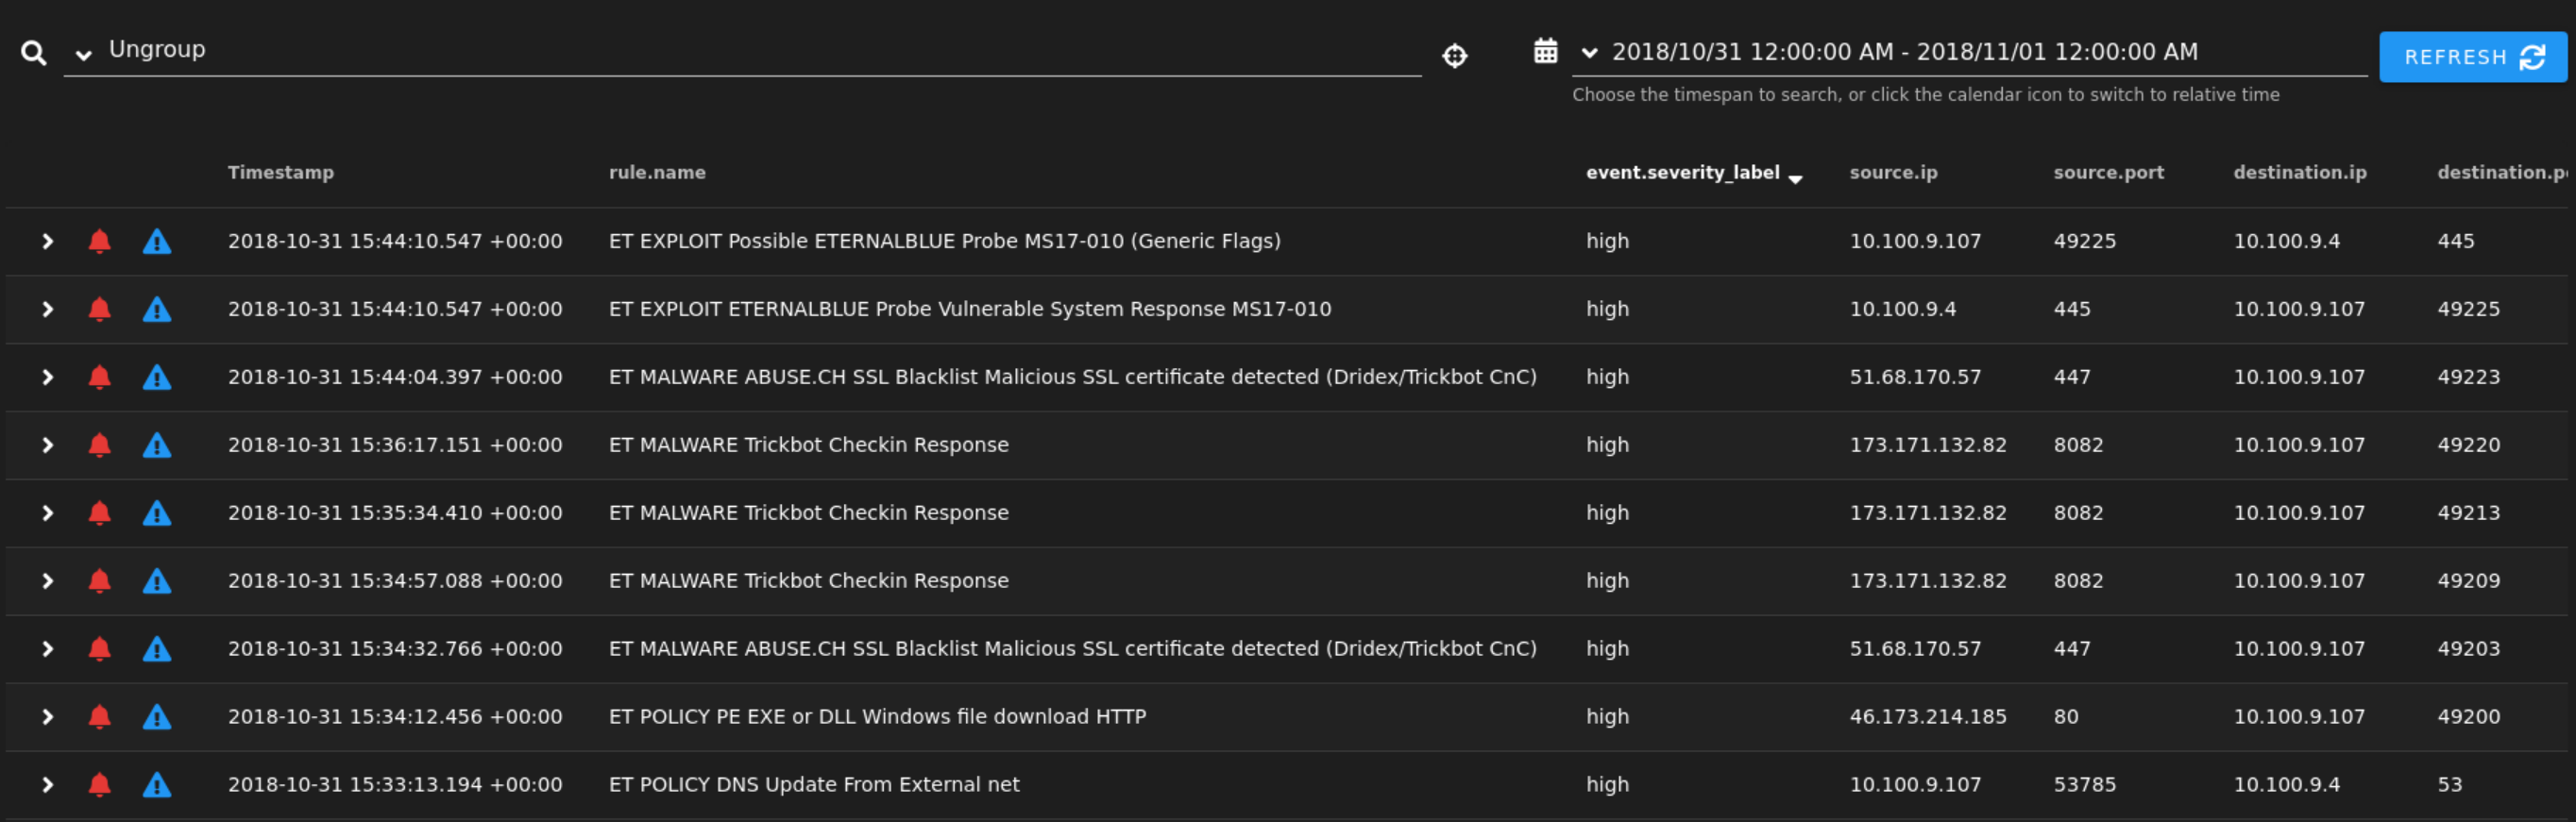 Ungroup 2018/10/31 12:00:00 AM - 2018/11/01 12:00:00 AM REFRESH
Choose the timespan to search, or click the calendar icon to switch to relative time
Timestamp rule.name event.severity_label source.ip source.port destination.ip destination.p
2018-10-31 15:44:10.547 +00:00 ET EXPLOIT Possible ETERNALBLUE Probe MS17-010 (Generic Flags) high 10.100.9.107 49225 10.100.9.4 445
2018-10-31 15:44:10.547 +00:00 ET EXPLOIT ETERNALBLUE Probe Vulnerable System Response MS17-010 high 10.100.9.4 445 10.100.9.107 49225
2018-10-31 15:44:04.397 +00:00 ET MALWARE ABUSE.CH SSL Blacklist Malicious SSL certificate detected (Dridex/Trickbot CnC) high 51.68.170.57 447 10.100.9.107 49223
2018-10-31 15:36:17.151 +00:00 ET MALWARE Trickbot Checkin Response high 173.171.132.82 8082 10.100.9.107 49220
2018-10-31 15:35:34.410 +00:00 ET MALWARE Trickbot Checkin Response high 173.171.132.82 8082 10.100.9.107 49213
2018-10-31 15:34:57.088 +00:00 ET MALWARE Trickbot Checkin Response high 173.171.132.82 8082 10.100.9.107 49209
2018-10-31 15:34:32.766 +00:00 ET MALWARE ABUSE.CH SSL Blacklist Malicious SSL certificate detected (Dridex/Trickbot CnC) high 51.68.170.57 447 10.100.9.107 49203
2018-10-31 15:34:12.456 +00:00 ET POLICY PE EXE or DLL Windows file download HTTP high 46.173.214.185 80 10.100.9.107 49200
2018-10-31 15:33:13.194 +00:00 ET POLICY DNS Update From External net high 10.100.9.107 53785 10.100.9.4 53